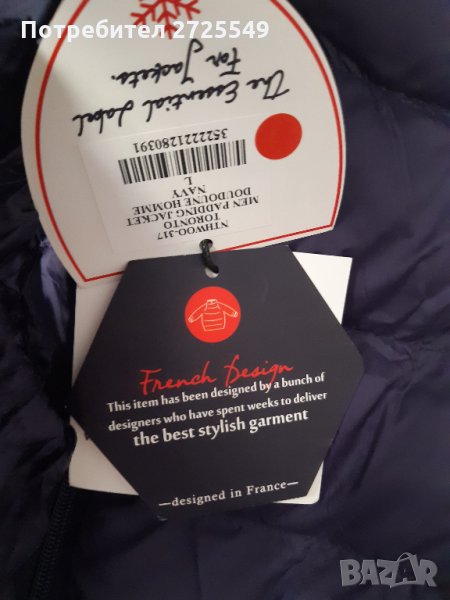 Потребител 2725549
The Essential Label
For Jackets.
3522221280391
NTHWOO-317
TORONTO
MEN PADDING JACKET
DOUDOUNE HOMME
NAVY
L
French Design
This item has been designed by a bunch of
designers who have spent weeks to deliver
the best stylish garment
—designed in France—
BAZAR